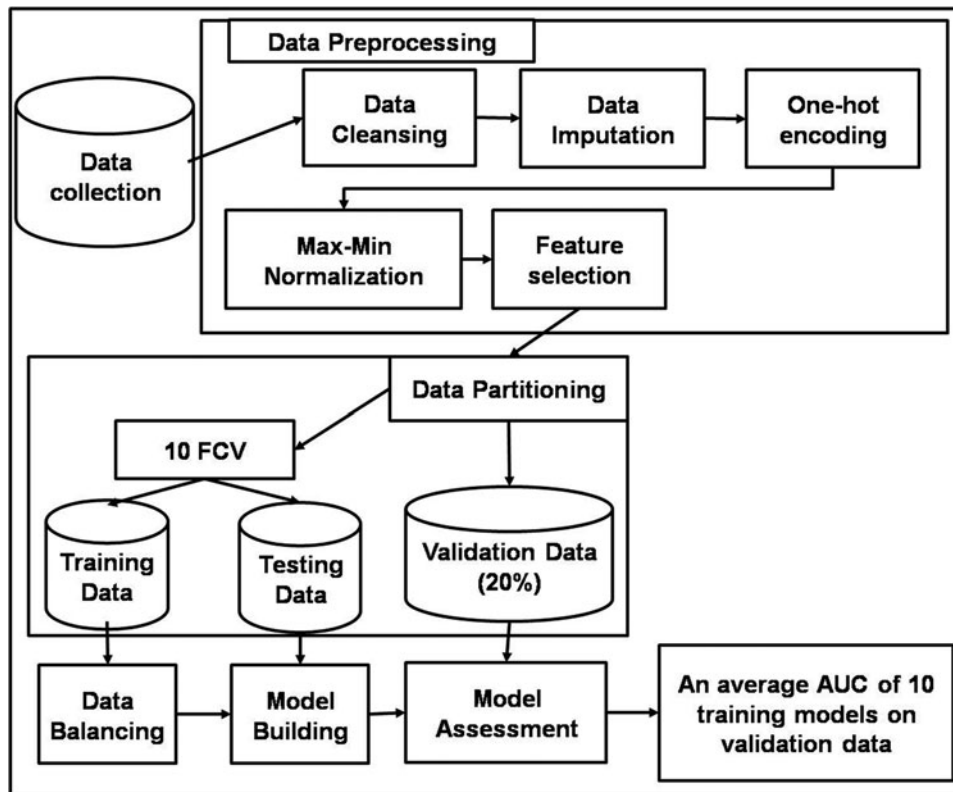 Data Preprocessing
Data
collection
Data
Cleansing
Data
Imputation
One-hot
encoding
Max-Min
Normalization
Feature
selection
Data Partitioning
10 FCV
Training
Data
Testing
Data
Validation Data
(20%)
Data
Balancing
Model
Building
Model
Assessment
An average AUC of 10
training models on
validation data